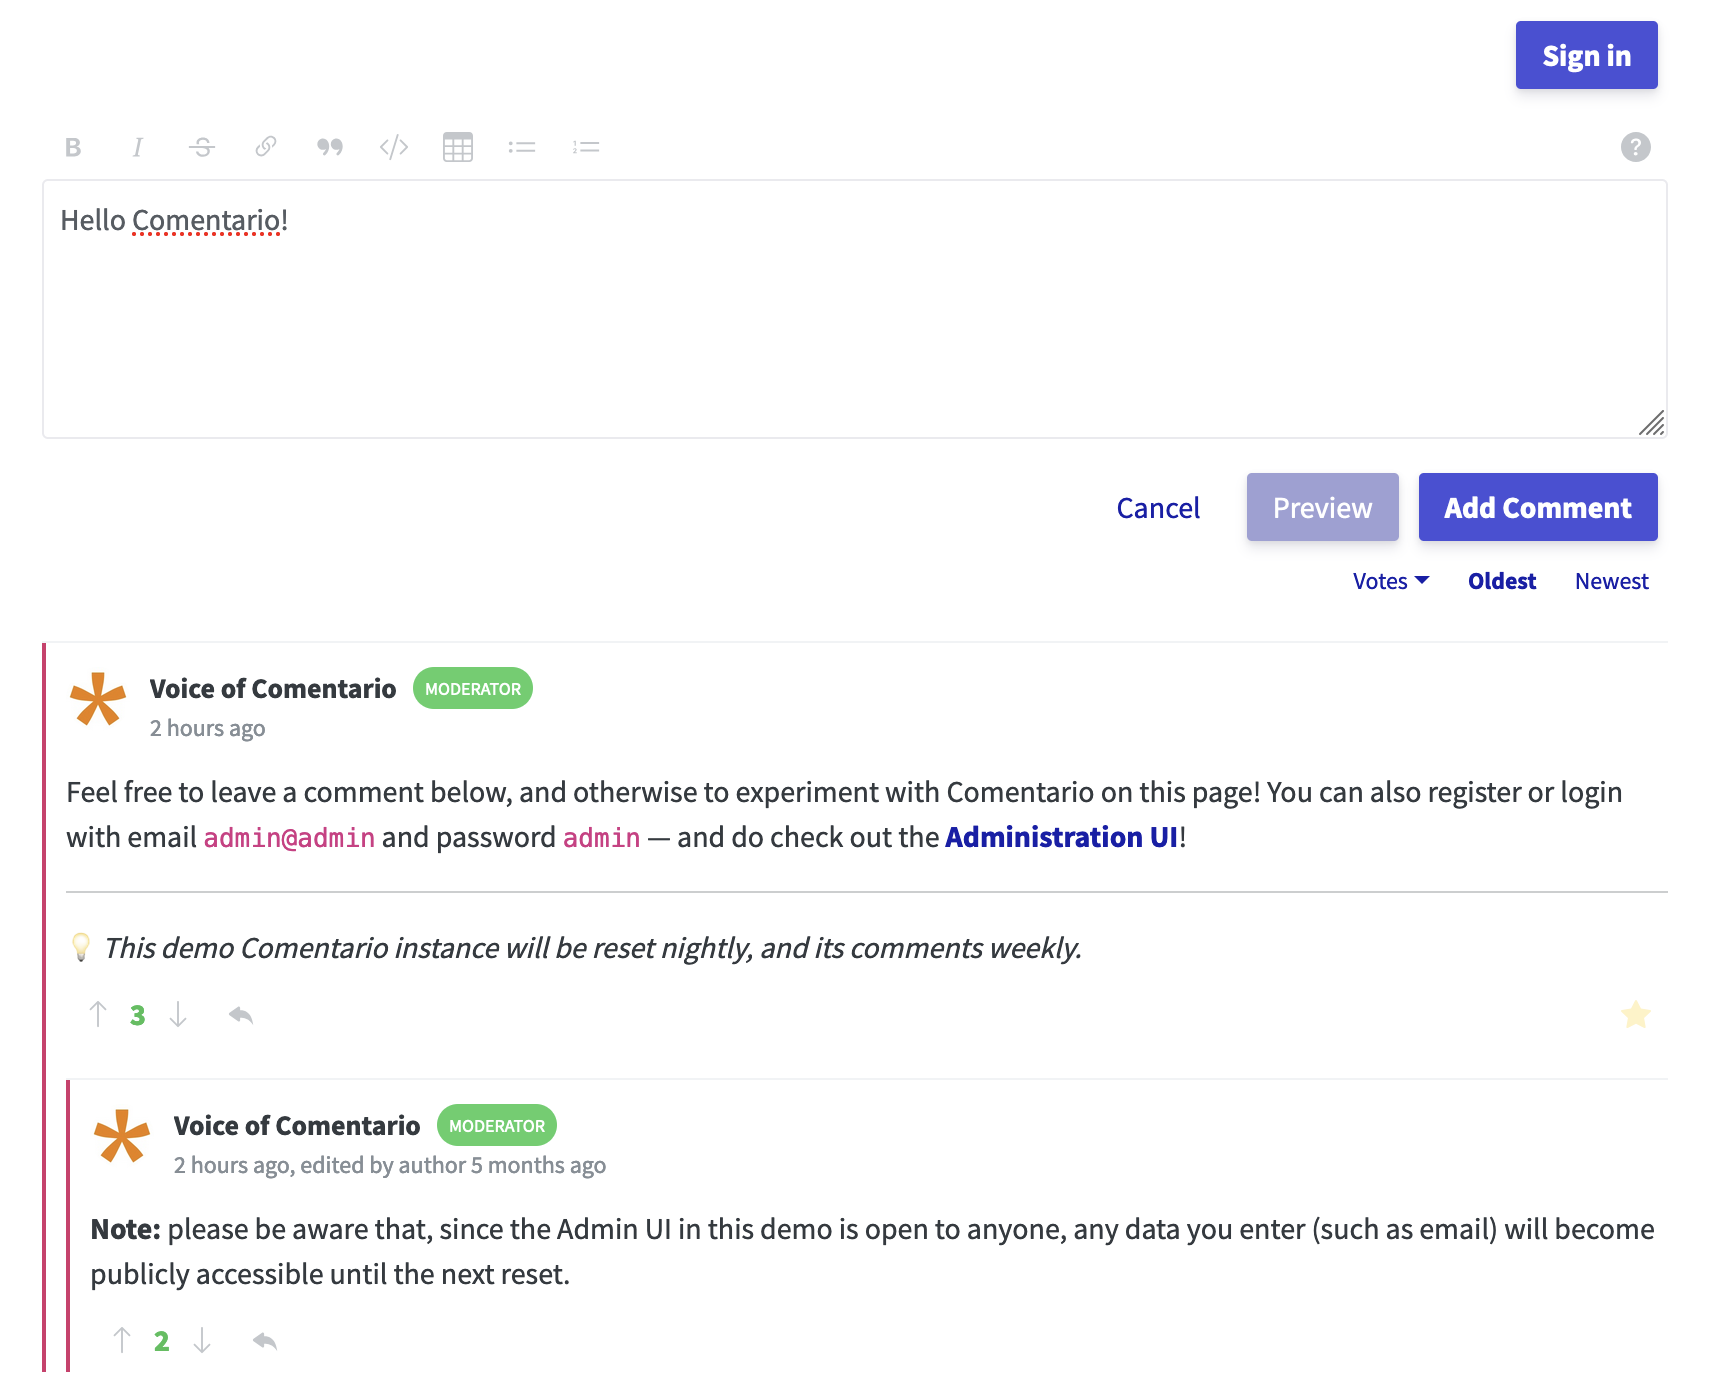 Sign in
B I S
?
Hello Comentario!
Cancel Preview Add Comment
Votes Oldest Newest
Voice of Comentario MODERATOR
2 hours ago
Feel free to leave a comment below, and otherwise to experiment with Comentario on this page! You can also register or login
with email admin@admin and password admin — and do check out the Administration UI!
💡 This demo Comentario instance will be reset nightly, and its comments weekly.
3
Voice of Comentario MODERATOR
2 hours ago, edited by author 5 months ago
Note: please be aware that, since the Admin UI in this demo is open to anyone, any data you enter (such as email) will become
publicly accessible until the next reset.
2